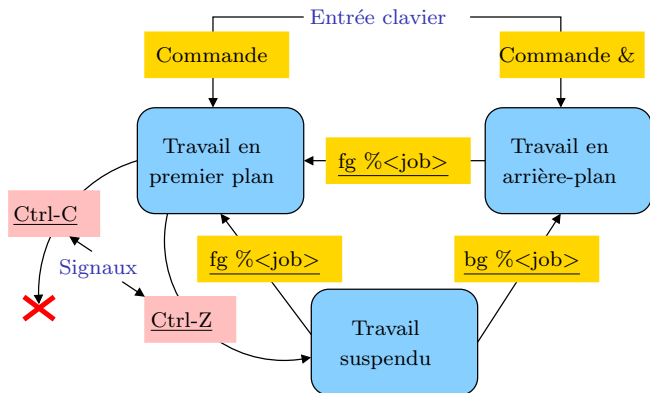 Entrée clavier
Commande
Commande &
Travail en
premier plan
fg %<job>
Travail en
arrière-plan
Ctrl-C
Signaux
fg %<job>
bg %<job>
Ctrl-Z
Travail
suspendu